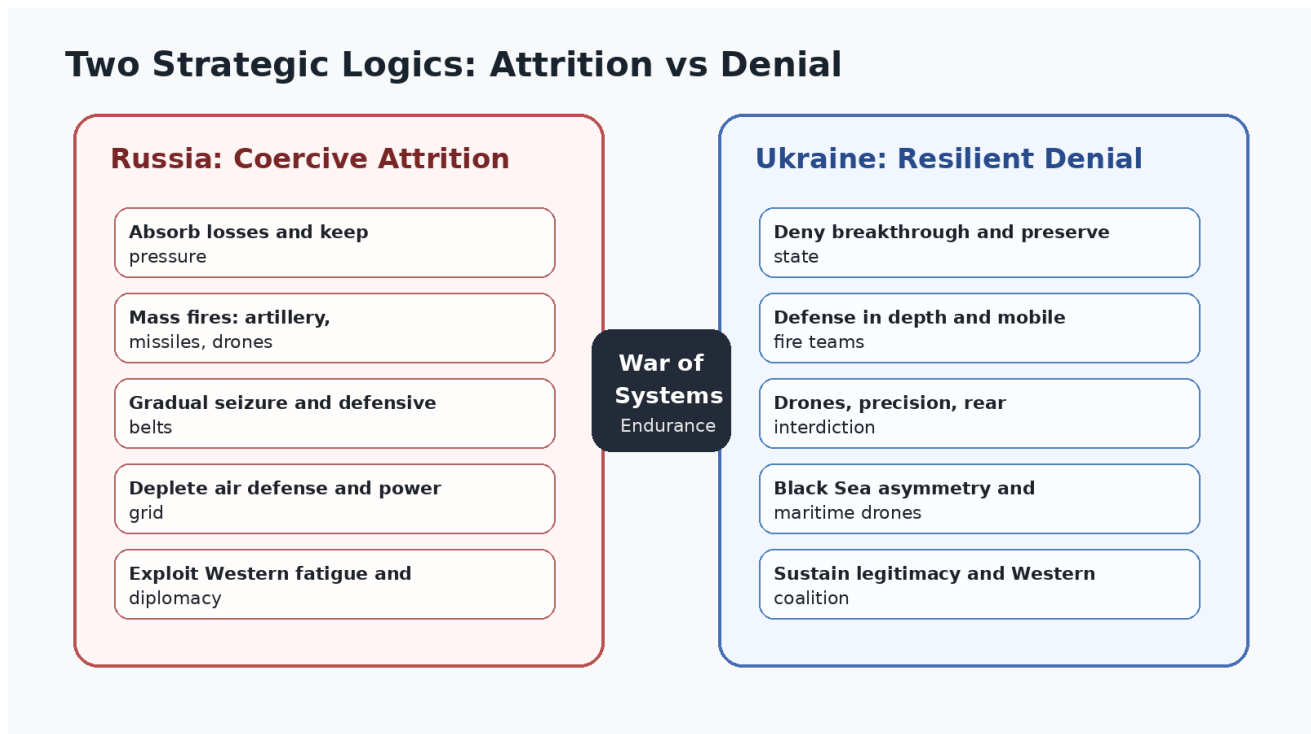 Two Strategic Logics: Attrition vs Denial
Russia: Coercive Attrition
Absorb losses and keep
pressure
Mass fires: artillery,
missiles, drones
Gradual seizure and defensive
belts
Deplete air defense and power
grid
Exploit Western fatigue and
diplomacy
War of
Systems
Endurance
Ukraine: Resilient Denial
Deny breakthrough and preserve
state
Defense in depth and mobile
fire teams
Drones, precision, rear
interdiction
Black Sea asymmetry and
maritime drones
Sustain legitimacy and Western
coalition